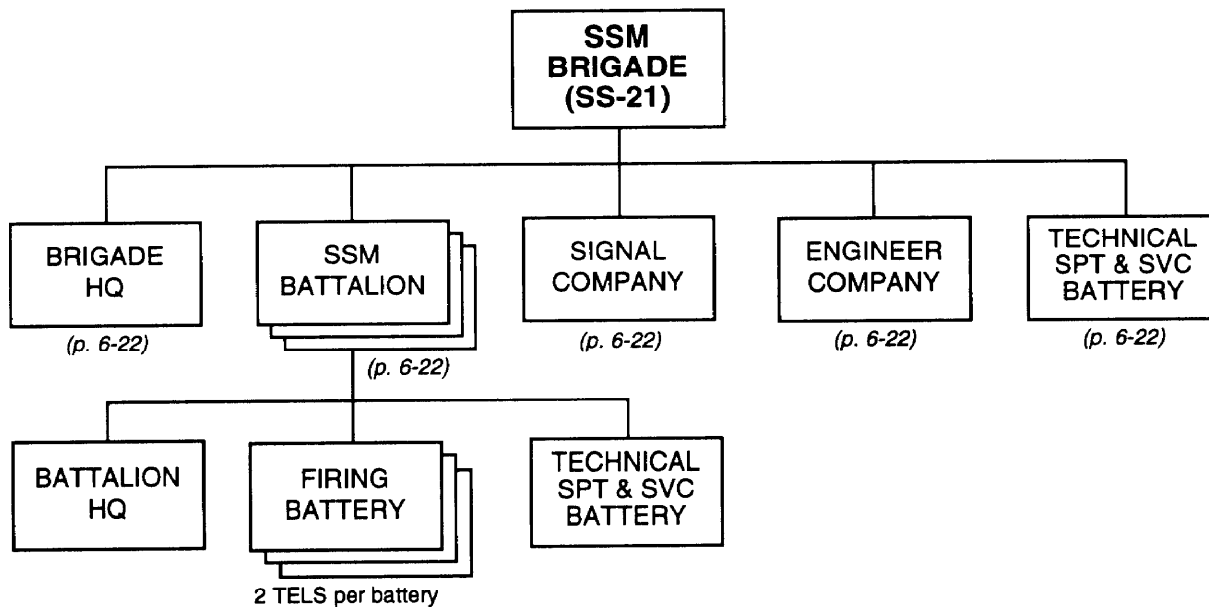 SSM
BRIGADE
(SS-21)
BRIGADE
HQ
(p. 6-22)
SSM
BATTALION
(p. 6-22)
SIGNAL
COMPANY
(p. 6-22)
ENGINEER
COMPANY
(p. 6-22)
TECHNICAL
SPT & SVC
BATTERY
(p. 6-22)
BATTALION
HQ
FIRING
BATTERY
2 TELS per battery
TECHNICAL
SPT & SVC
BATTERY